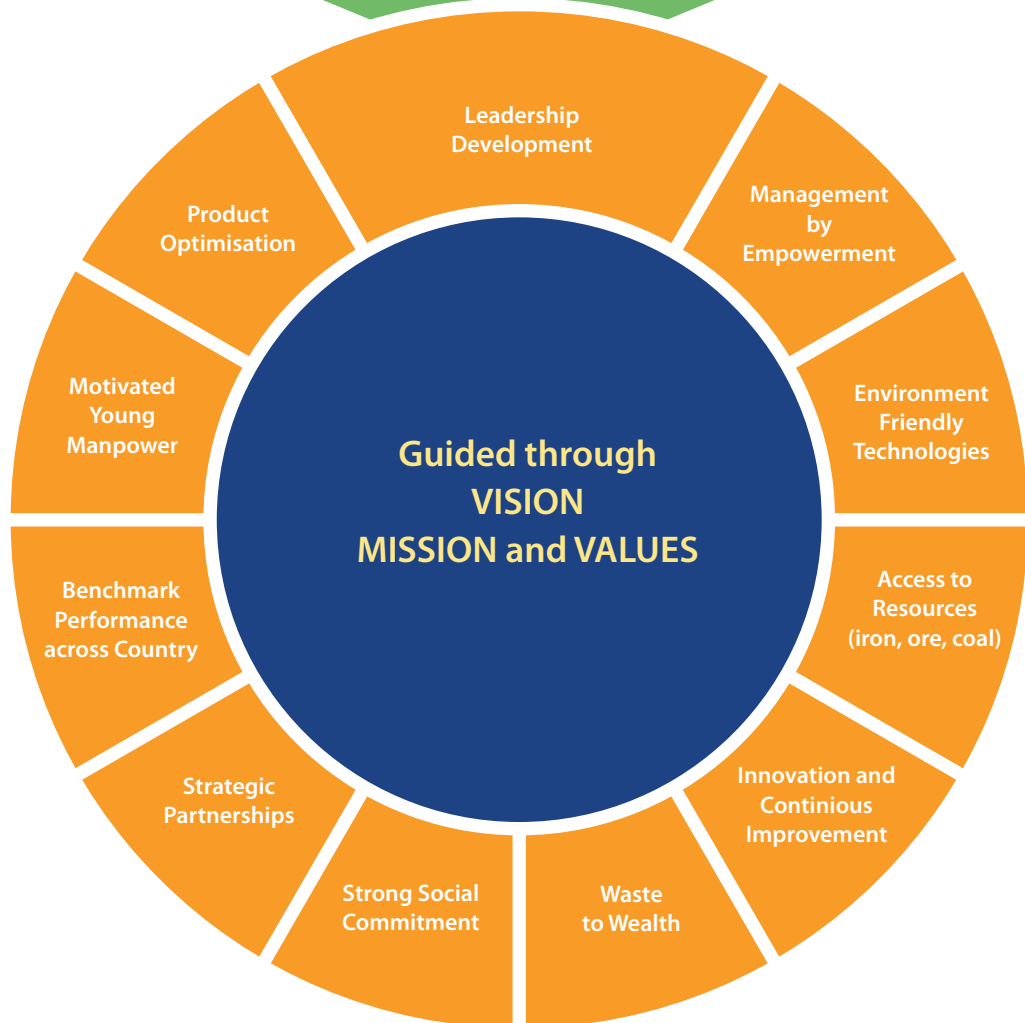 Leadership
Development
Management
by
Empowerment
Environment
Friendly
Technologies
Access to
Resources
(iron, ore, coal)
Innovation and
Continious
Improvement
Waste
to Wealth
Strong Social
Commitment
Strategic
Partnerships
Benchmark
Performance
across Country
Motivated
Young
Manpower
Product
Optimisation
Guided through
VISION
MISSION and VALUES